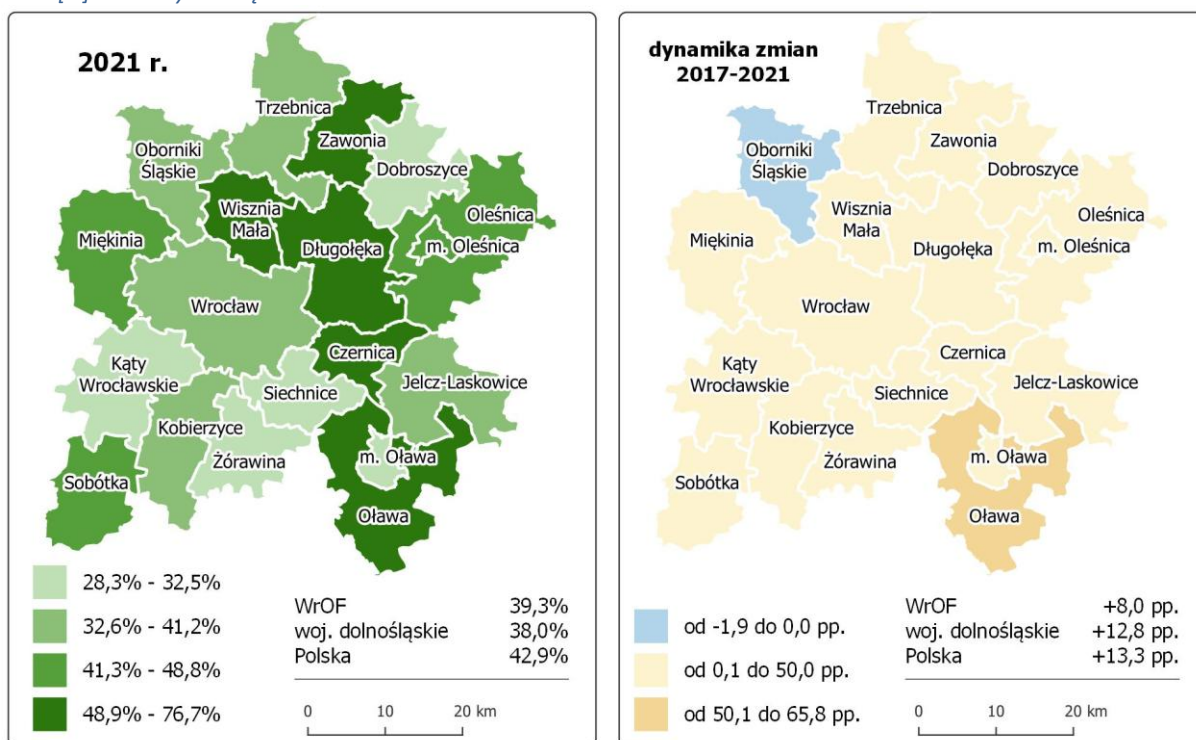 2021 r.
Trzebnica
Zawonia
Oborniki
Śląskie
Dobroszyce
Wisznia
Mała
Oleśnica
Miękinia
Długołęka
m. Oleśnica
Wrocław
Czernica
Kąty
Wrocławskie
Siechnice
Jelcz-Laskowice
Kobierzyce
Żórawina
m. Oława
Sobótka
Oława
28,3% - 32,5%
32,6% - 41,2%
41,3% - 48,8%
48,9% - 76,7%
WrOF 39,3%
woj. dolnośląskie 38,0%
Polska 42,9%
0 10 20 km
dynamika zmian
2017-2021
Trzebnica
Zawonia
Oborniki
Śląskie
Dobroszyce
Wisznia
Mała
Oleśnica
Miękinia
Długołęka
m. Oleśnica
Wrocław
Czernica
Kąty
Wrocławskie
Siechnice
Jelcz-Laskowice
Kobierzyce
Żórawina
m. Oława
Sobótka
Oława
od -1,9 do 0,0 pp.
od 0,1 do 50,0 pp.
od 50,1 do 65,8 pp.
WrOF +8,0 pp.
woj. dolnośląskie +12,8 pp.
Polska +13,3 pp.
0 10 20 km